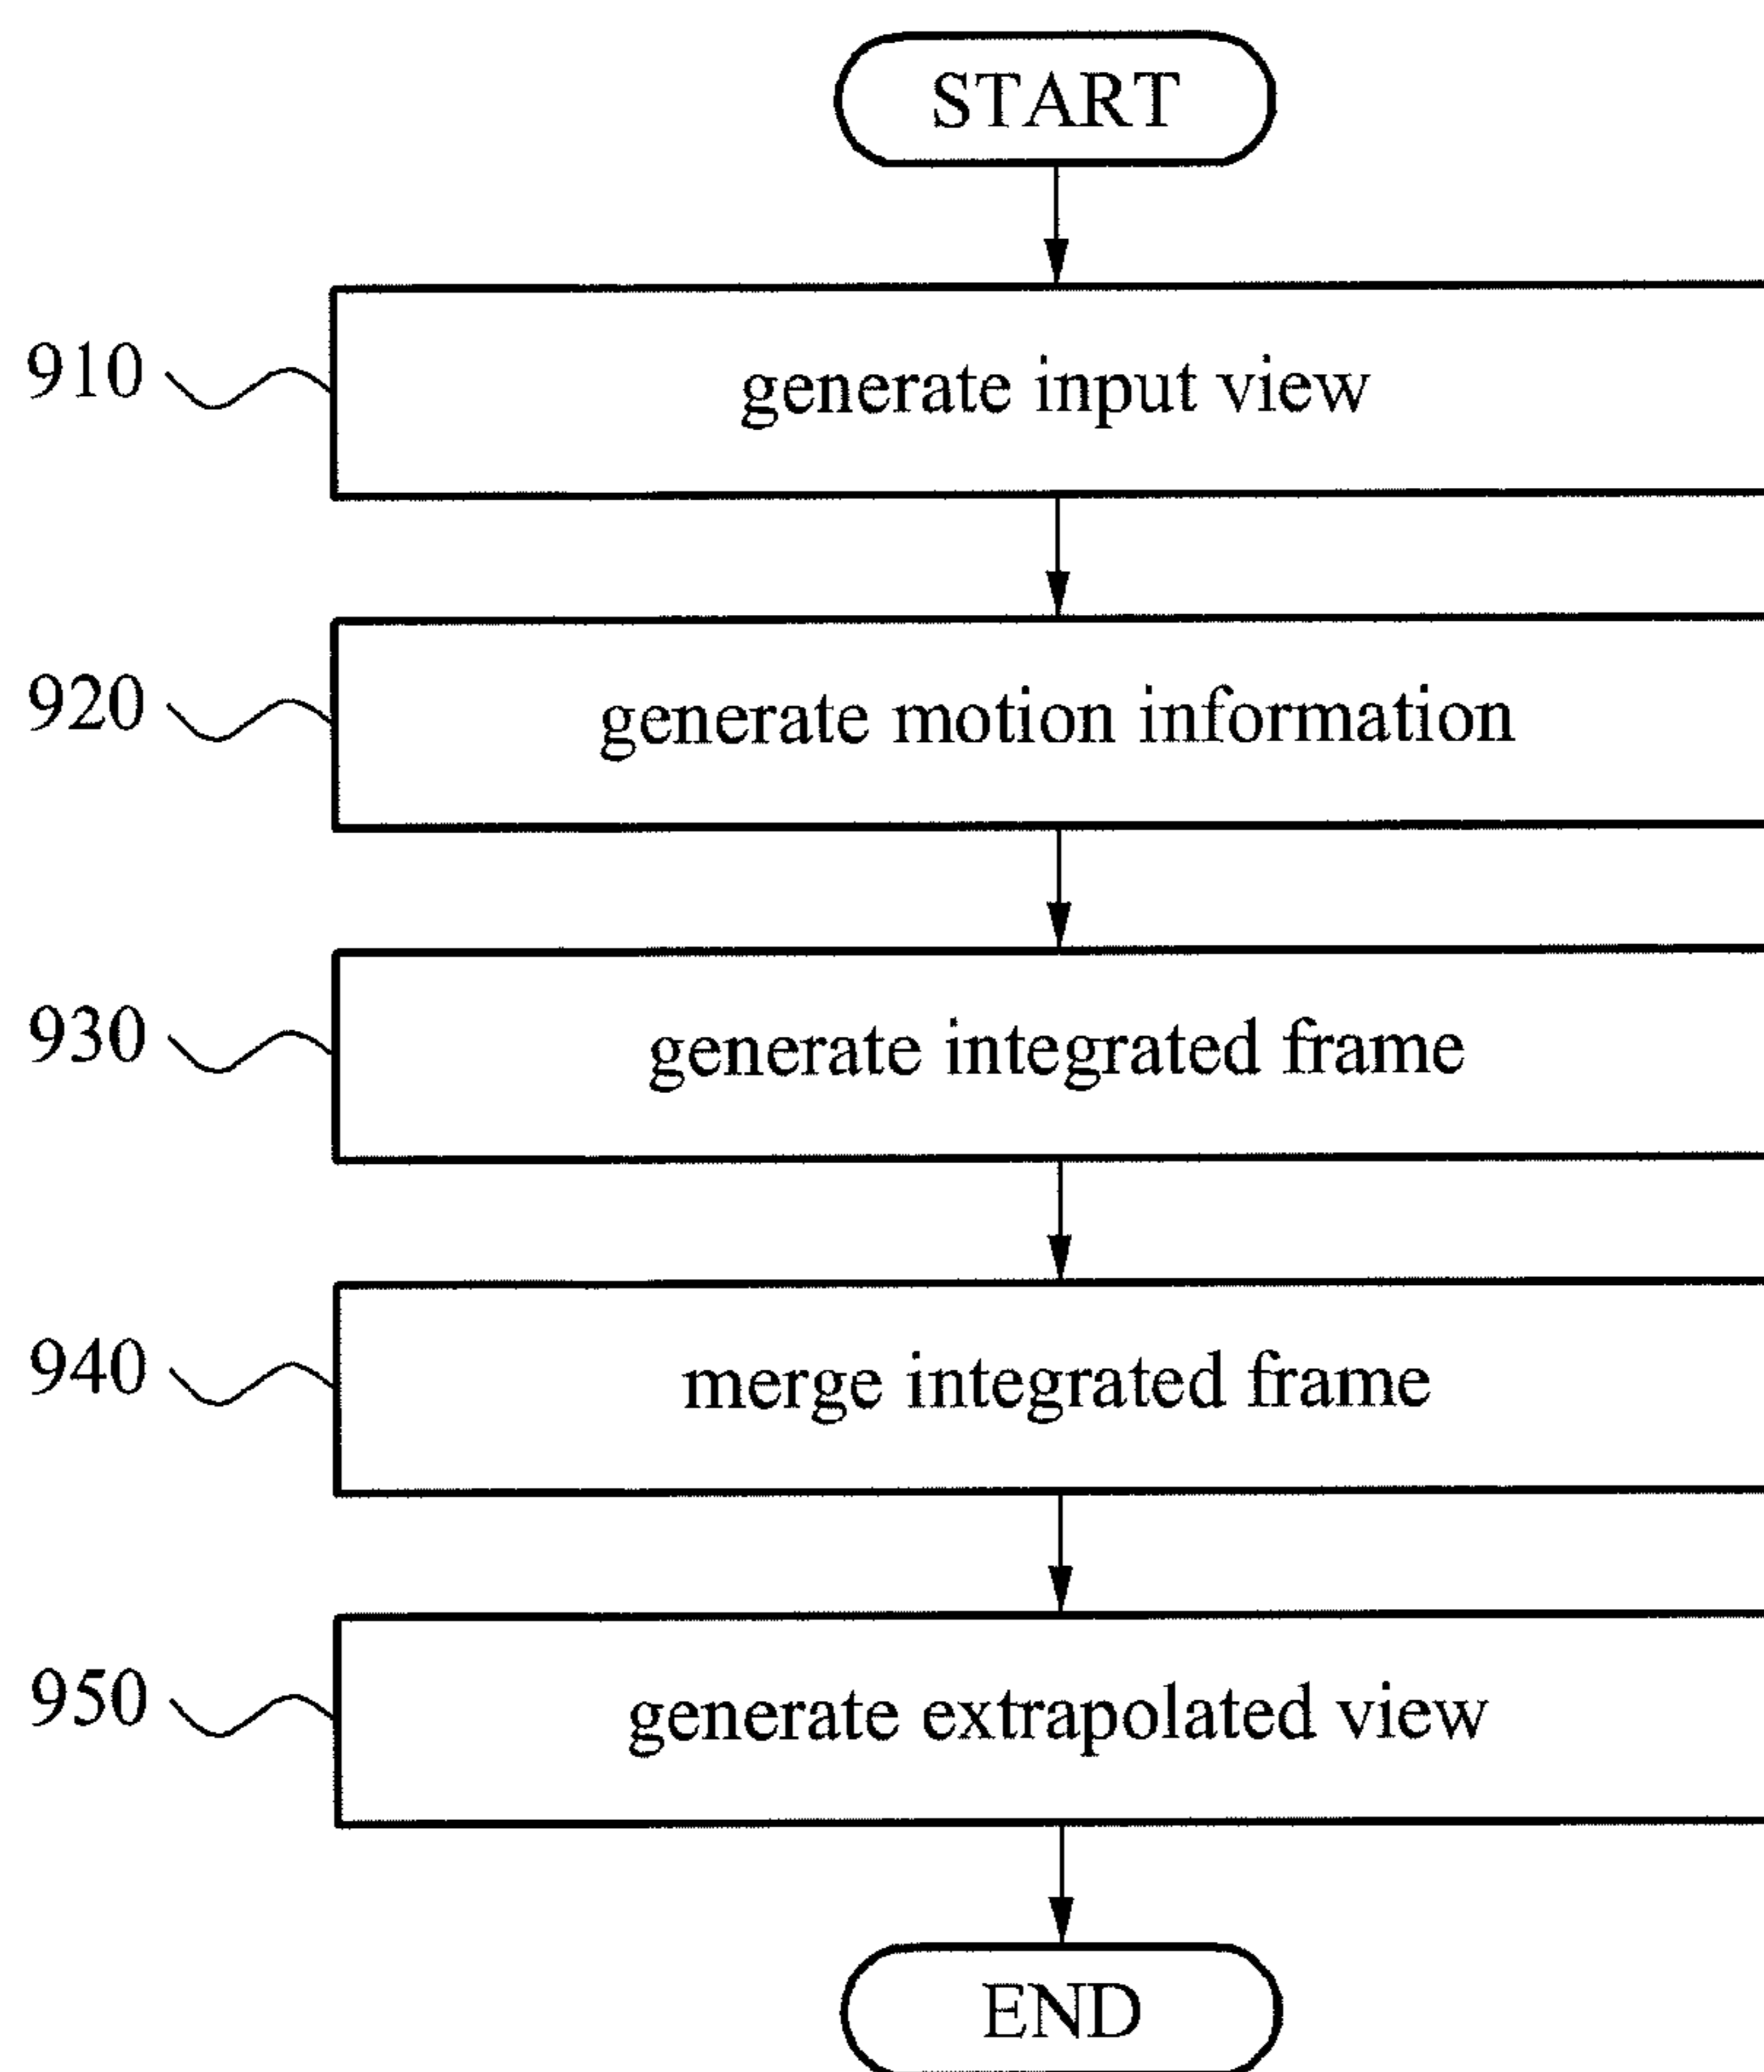 START
910 generate input view
920 generate motion information
930 generate integrated frame
940 merge integrated frame
950 generate extrapolated view
END